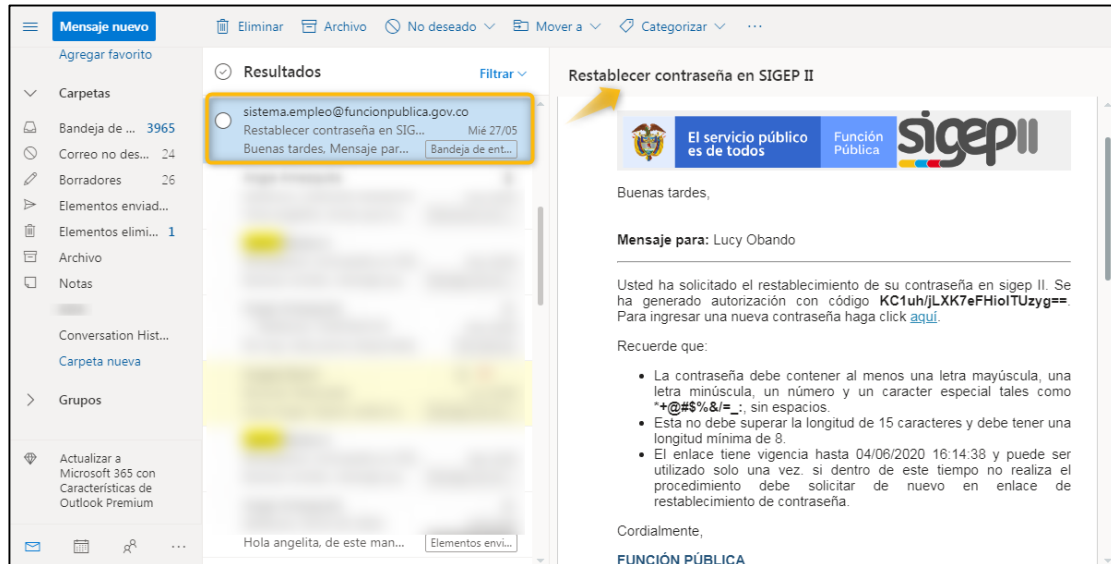 Mensaje nuevo
Eliminar
Archivo
No deseado
Mover a
Categorizar
...
Agregar favorito
Carpetas
Bandeja de ... 3965
Correo no des... 24
Borradores 26
Elementos enviad...
Elementos elimi... 1
Archivo
Notas
Conversation Hist...
Carpeta nueva
Grupos
Actualizar a
Microsoft 365 con
Características de
Outlook Premium
...
Resultados
Filtrar
sistema.empleo@funcionpublica.gov.co
Restablecer contraseña en SIG... Mié 27/05
Buenas tardes, Mensaje par... Bandeja de ent...
Hola angelita, de este man... Elementos envi...
Restablecer contraseña en SIGEP II
El servicio público
es de todos
Función
Pública
sigepII
Buenas tardes,
Mensaje para: Lucy Obando
Usted ha solicitado el restablecimiento de su contraseña en sigep II. Se
ha generado autorización con código KC1uh/jLXK7eFHioITUzyg==.
Para ingresar una nueva contraseña haga click aquí.
Recuerde que:
• La contraseña debe contener al menos una letra mayúscula, una
letra minúscula, un número y un caracter especial tales como
*+@#$%&/=_:, sin espacios.
• Esta no debe superar la longitud de 15 caracteres y debe tener una
longitud mínima de 8.
• El enlace tiene vigencia hasta 04/06/2020 16:14:38 y puede ser
utilizado solo una vez. si dentro de este tiempo no realiza el
procedimiento debe solicitar de nuevo en enlace de
restablecimiento de contraseña.
Cordialmente,
FUNCIÓN PÚBLICA